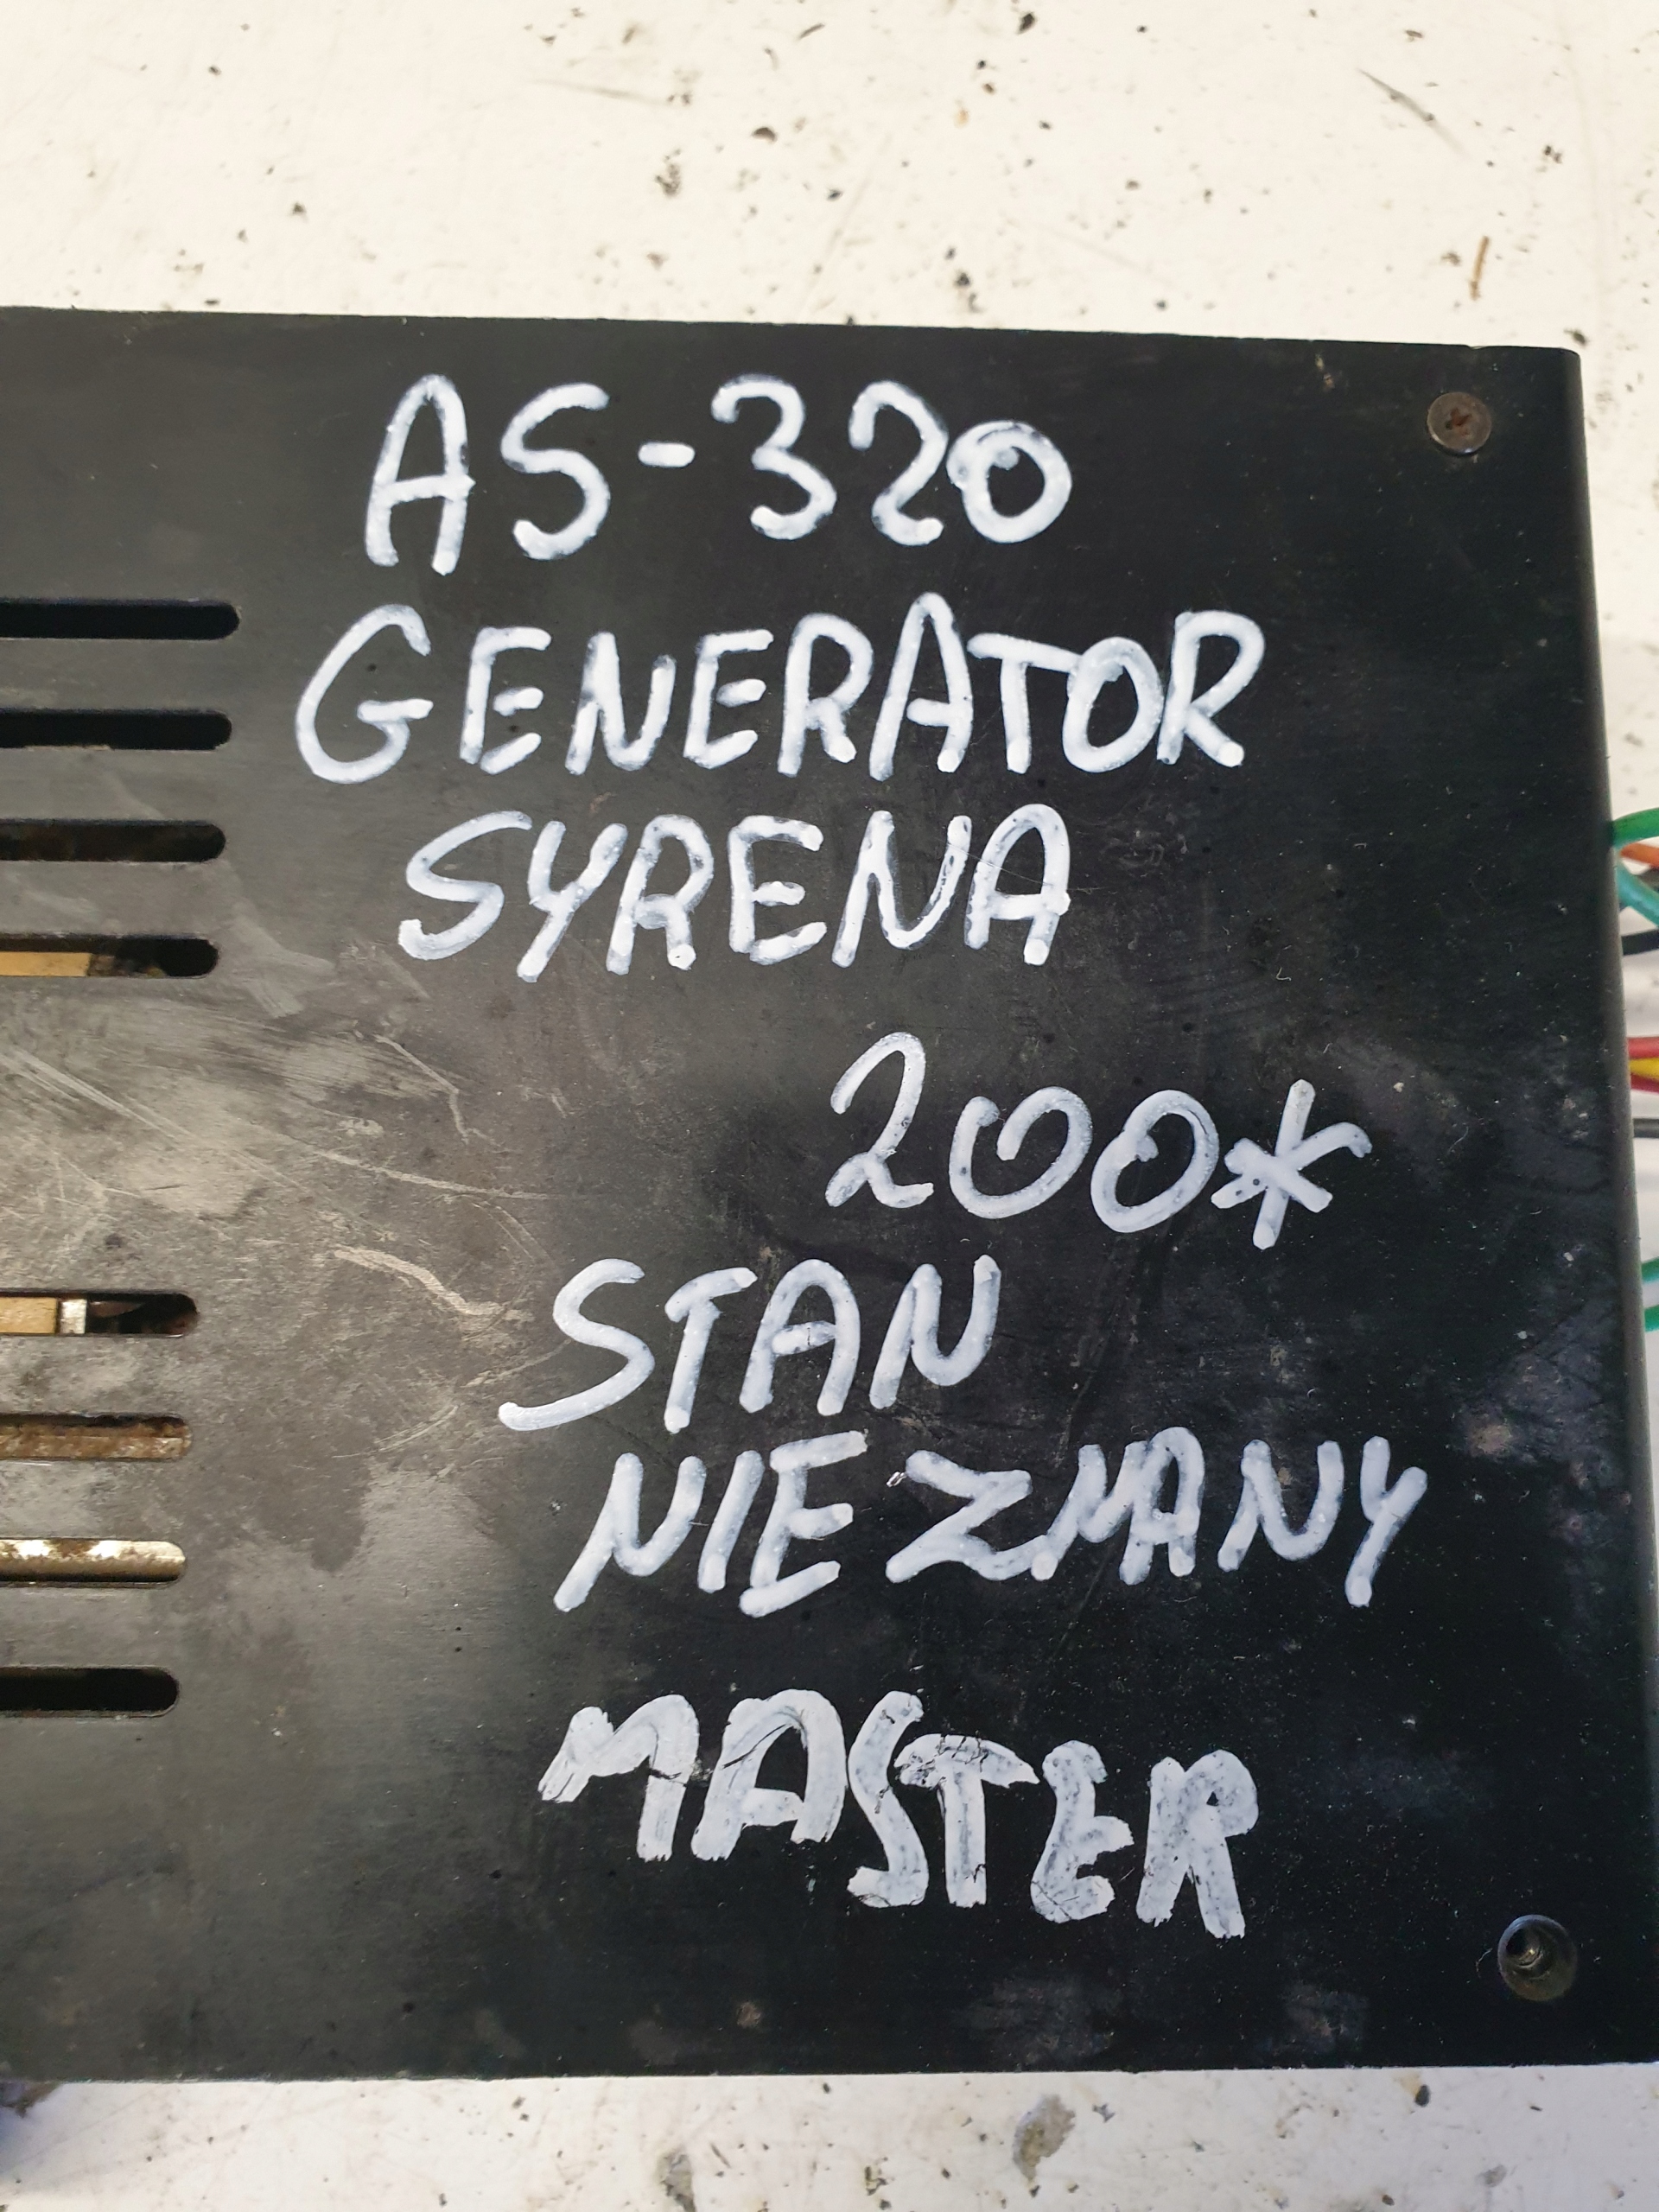 AS-320
GENERATOR
SYRENA
200*
STAN
NIEZNANY
MASTER